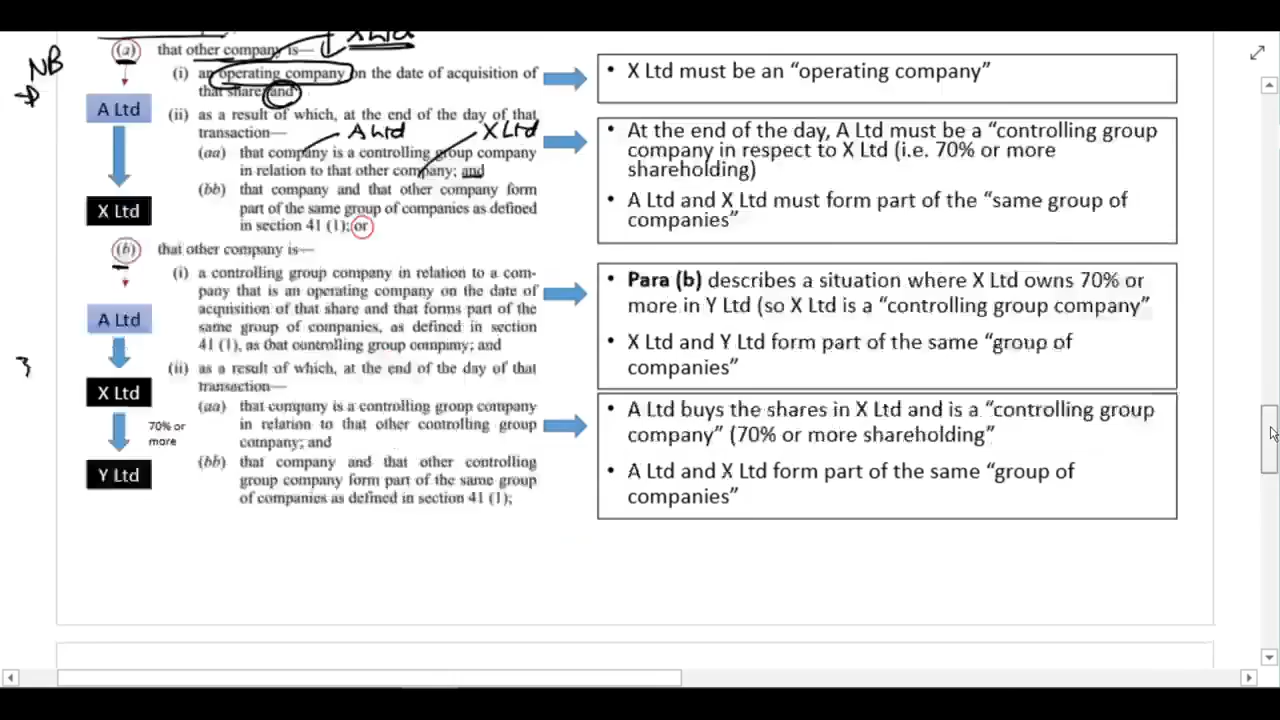 X Ltd
NB
(a) that other company is—
(i) an operating company on the date of acquisition of
that share; and
A Ltd
(ii) as a result of which, at the end of the day of that
transaction—
A Ltd
X Ltd
(aa) that company is a controlling group company
in relation to that other company; and
(bb) that company and that other company form
part of the same group of companies as defined
in section 41 (1); or
X Ltd
• X Ltd must be an “operating company”
• At the end of the day, A Ltd must be a “controlling group
company in respect to X Ltd (i.e. 70% or more
shareholding)
• A Ltd and X Ltd must form part of the “same group of
companies”
(b) that other company is—
(i) a controlling group company in relation to a com-
pany that is an operating company on the date of
acquisition of that share and that forms part of the
same group of companies, as defined in section
41 (1), as that controlling group company; and
A Ltd
(ii) as a result of which, at the end of the day of that
transaction—
X Ltd
(aa) that company is a controlling group company
in relation to that other controlling group
company; and
70% or
more
(bb) that company and that other controlling
group company form part of the same group
of companies as defined in section 41 (1);
Y Ltd
• Para (b) describes a situation where X Ltd owns 70% or
more in Y Ltd (so X Ltd is a “controlling group company”
• X Ltd and Y Ltd form part of the same “group of
companies”
• A Ltd buys the shares in X Ltd and is a “controlling group
company” (70% or more shareholding”
• A Ltd and X Ltd form part of the same “group of
companies”